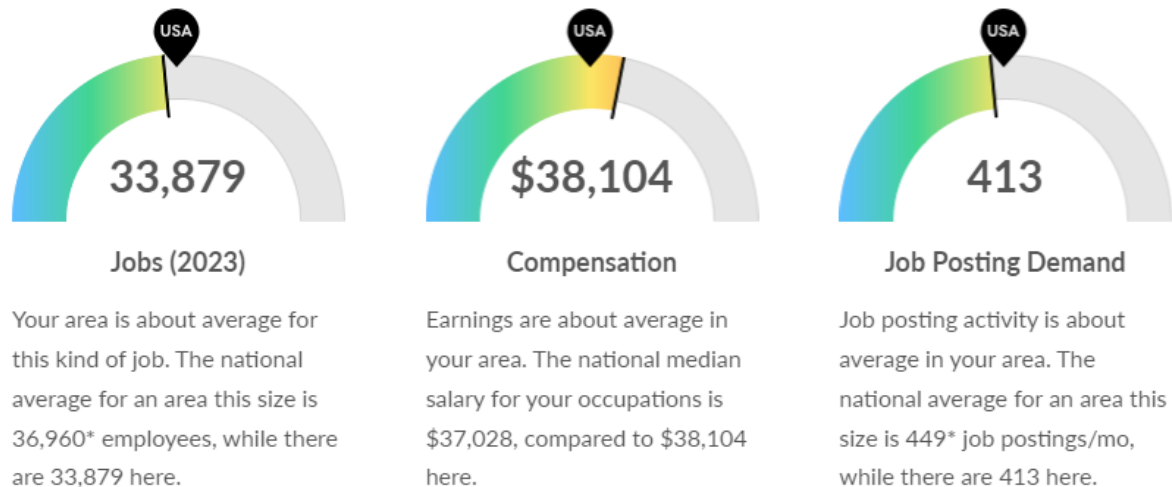 USA
33,879
Jobs (2023)
Your area is about average for
this kind of job. The national
average for an area this size is
36,960* employees, while there
are 33,879 here.
USA
$38,104
Compensation
Earnings are about average in
your area. The national median
salary for your occupations is
$37,028, compared to $38,104
here.
USA
413
Job Posting Demand
Job posting activity is about
average in your area. The
national average for an area this
size is 449* job postings/mo,
while there are 413 here.